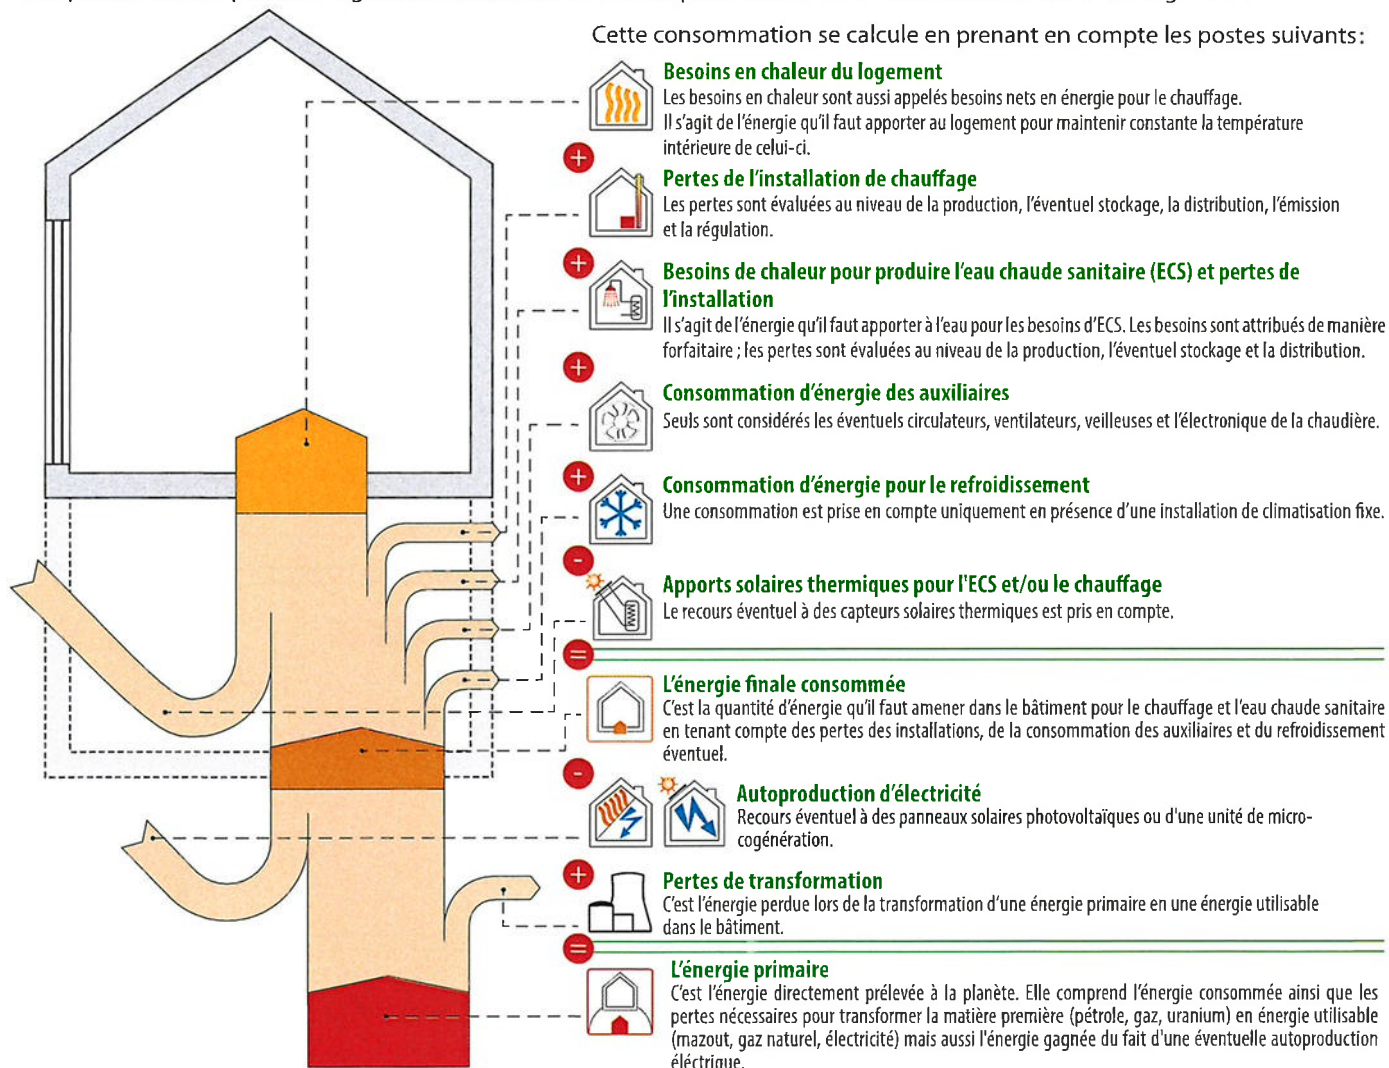 Cette consommation se calcule en prenant en compte les postes suivants:
Besoins en chaleur du logement
Les besoins en chaleur sont aussi appelés besoins nets en énergie pour le chauffage.
Il s'agit de l'énergie qu'il faut apporter au logement pour maintenir constante la température
intérieure de celui-ci.
+
Pertes de l'installation de chauffage
Les pertes sont évaluées au niveau de la production, l'éventuel stockage, la distribution, l'émission
et la régulation.
+
Besoins de chaleur pour produire l'eau chaude sanitaire (ECS) et pertes de
l'installation
Il s'agit de l'énergie qu'il faut apporter à l'eau pour les besoins d'ECS. Les besoins sont attribués de manière
forfaitaire ; les pertes sont évaluées au niveau de la production, l'éventuel stockage et la distribution.
+
Consommation d'énergie des auxiliaires
Seuls sont considérés les éventuels circulateurs, ventilateurs, veilleuses et l'électronique de la chaudière.
+
Consommation d'énergie pour le refroidissement
Une consommation est prise en compte uniquement en présence d'une installation de climatisation fixe.
-
Apports solaires thermiques pour l'ECS et/ou le chauffage
Le recours éventuel à des capteurs solaires thermiques est pris en compte.
=
L'énergie finale consommée
C'est la quantité d'énergie qu'il faut amener dans le bâtiment pour le chauffage et l'eau chaude sanitaire
en tenant compte des pertes des installations, de la consommation des auxiliaires et du refroidissement
éventuel.
-
Autoproduction d'électricité
Recours éventuel à des panneaux solaires photovoltaïques ou d'une unité de micro-
cogénération.
+
Pertes de transformation
C'est l'énergie perdue lors de la transformation d'une énergie primaire en une énergie utilisable
dans le bâtiment.
=
L'énergie primaire
C'est l'énergie directement prélevée à la planète. Elle comprend l'énergie consommée ainsi que les
pertes nécessaires pour transformer la matière première (pétrole, gaz, uranium) en énergie utilisable
(mazout, gaz naturel, électricité) mais aussi l'énergie gagnée du fait d'une éventuelle autoproduction
éléctrique.